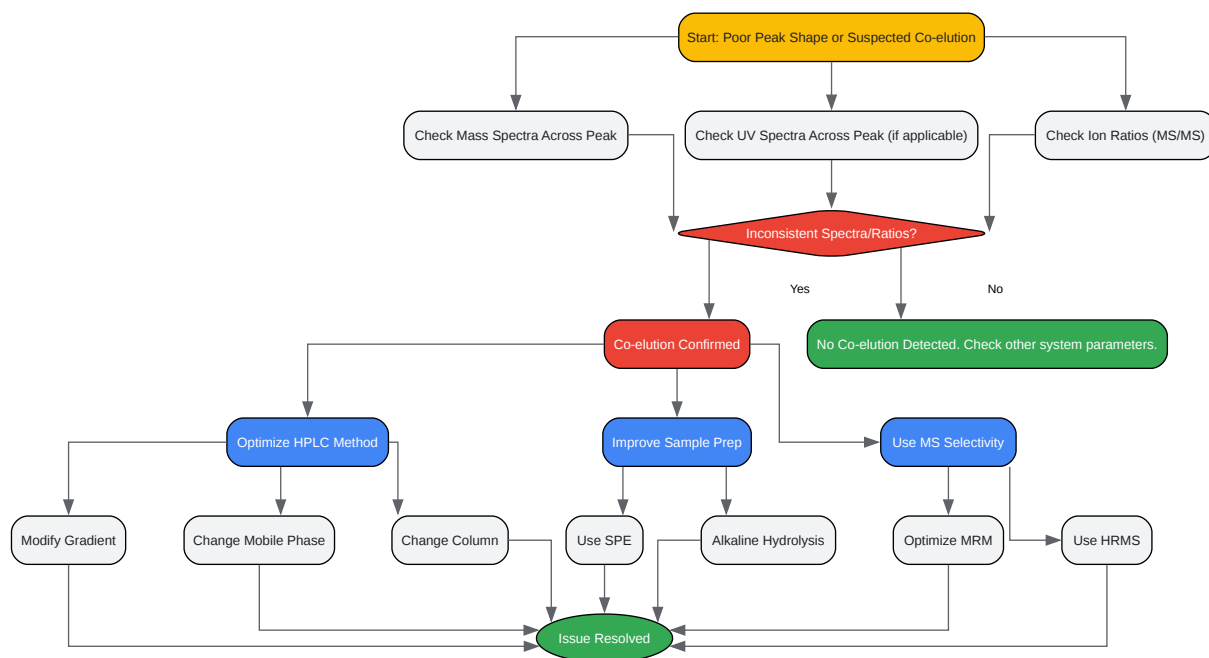 Start: Poor Peak Shape or Suspected Co-elution
Check Mass Spectra Across Peak
Check UV Spectra Across Peak (if applicable)
Check Ion Ratios (MS/MS)
Inconsistent Spectra/Ratios?
Yes
No
Co-elution Confirmed
No Co-elution Detected. Check other system parameters.
Optimize HPLC Method
Improve Sample Prep
Use MS Selectivity
Modify Gradient
Change Mobile Phase
Change Column
Use SPE
Alkaline Hydrolysis
Optimize MRM
Use HRMS
Issue Resolved